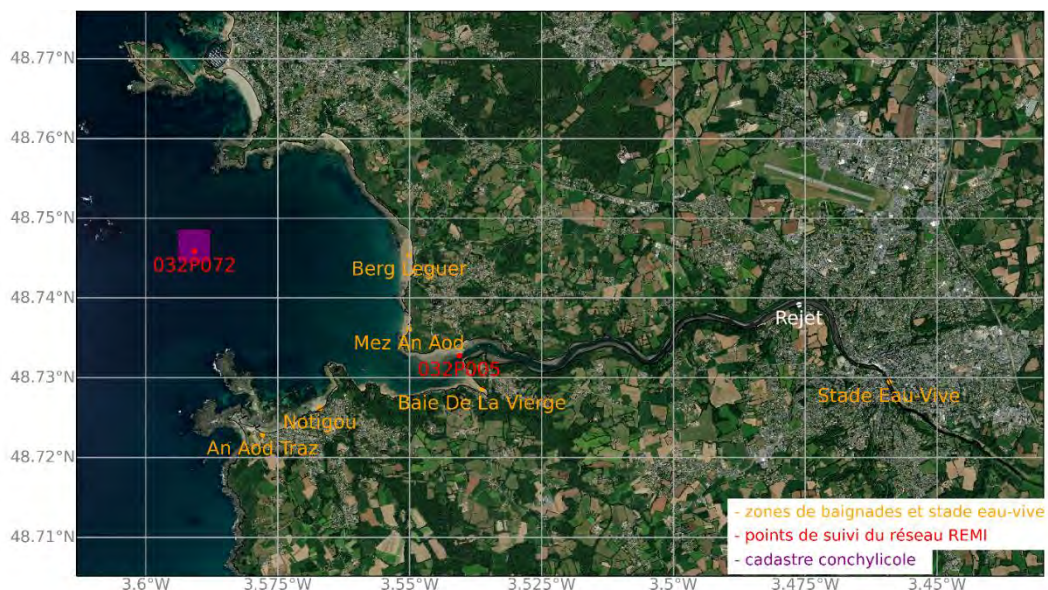 48.77°N
48.76°N
48.75°N
032P072
Berg Leguer
48.74°N
Rejet
Mez An Aod
032P005
48.73°N
Stade Eau-Vive
Baie De La Vierge
Notigou
An Aod Traz
48.72°N
48.71°N
- zones de baignades et stade eau-vive
- points de suivi du réseau REMI
- cadastre conchylicole
3.6°W 3.575°W 3.55°W 3.525°W 3.5°W 3.475°W 3.45°W